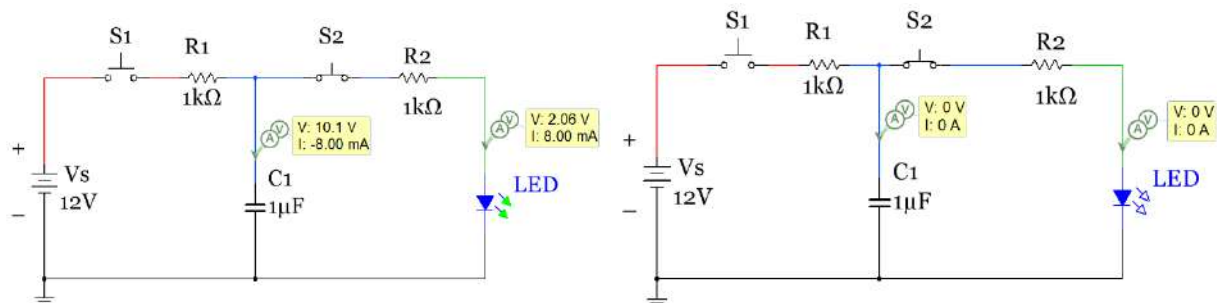 S1
R1
1kΩ
S2
R2
1kΩ
V: 10.1 V
I: -8.00 mA
V: 2.06 V
I: 8.00 mA
+
Vs
12V
−
C1
1µF
LED
S1
R1
1kΩ
S2
R2
1kΩ
V: 0 V
I: 0 A
V: 0 V
I: 0 A
+
Vs
12V
−
C1
1µF
LED